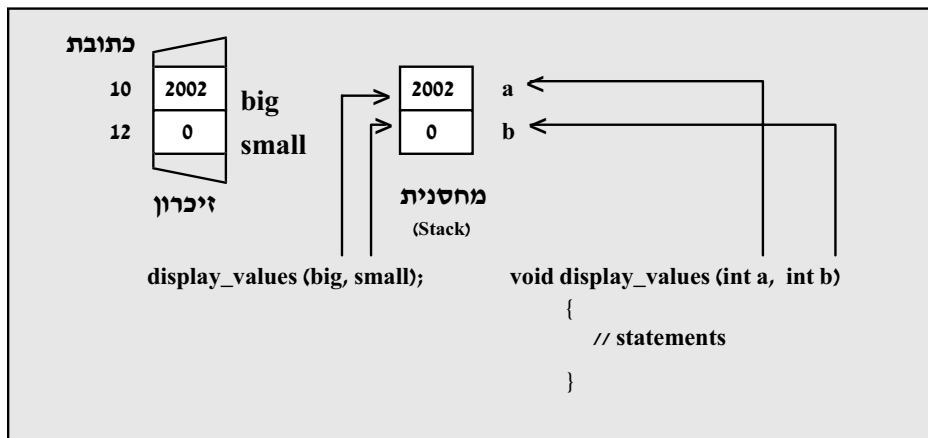 כתובת
10 2002 big 2002 a
12 0 small 0 b
זיכרון מחסנית
(Stack)
display_values (big, small); void display_values (int a, int b)
{
// statements
}